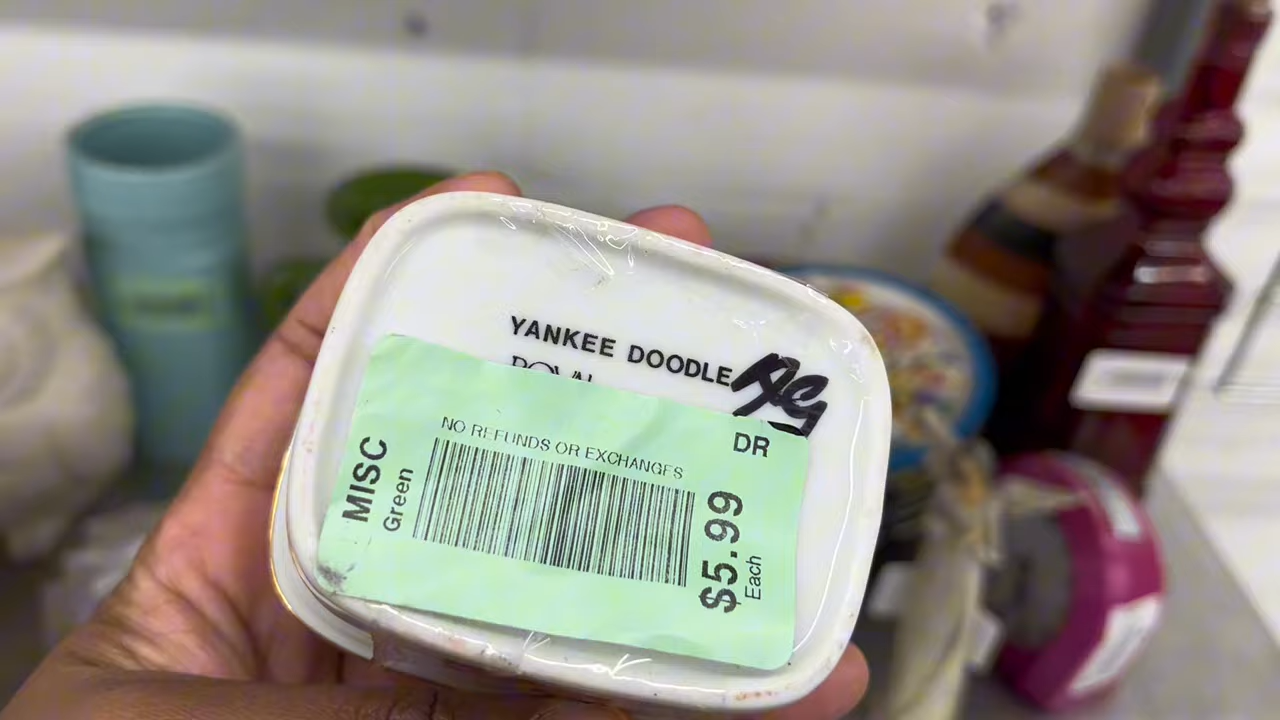 YANKEE DOODLE
NO REFUNDS OR EXCHANGES
DR
MISC
Green
$5.99
Each